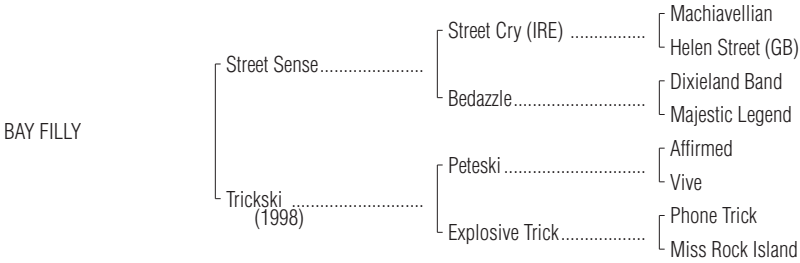 Machiavellian
Street Cry (IRE) ................
Helen Street (GB)
Street Sense......................
Dixieland Band
Bedazzle............................
Majestic Legend
BAY FILLY
Affirmed
Peteski ..............................
Vive
Trickski ............................
(1998)
Phone Trick
Explosive Trick..................
Miss Rock Island